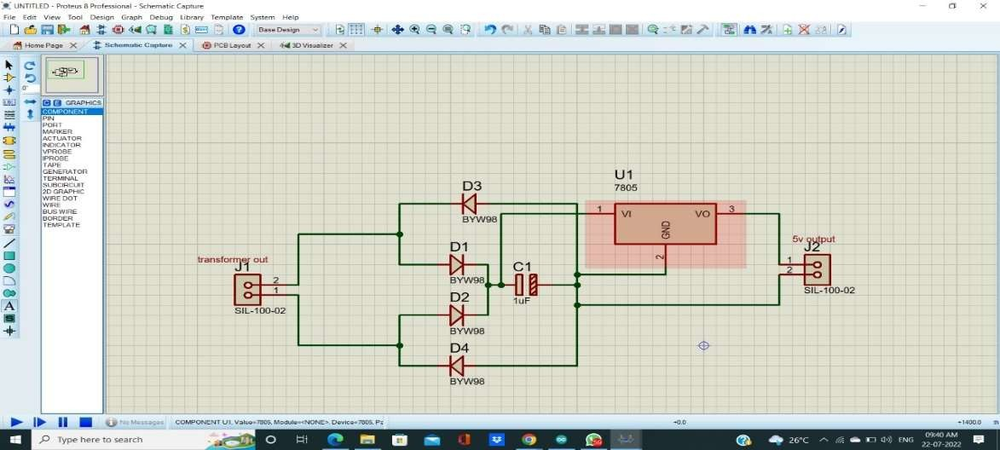 UNTITLED - Proteus 8 Professional - Schematic Capture
File Edit View Tool Design Graph Debug Library Template System Help
Base Design
Home Page Schematic Capture PCB Layout 3D Visualizer
0°
C E GRAPHICS
COMPONENT
PIN
PORT
MARKER
ACTUATOR
INDICATOR
VPROBE
IPROBE
TAPE
GENERATOR
TERMINAL
SUBCIRCUIT
2D GRAPHIC
WIRE DOT
WIRE
BUS WIRE
BORDER
TEMPLATE
LBL
A
U1
7805
D3
BYW98
1 VI VO 3
GND
2
transformer out
J1
2
1
SIL-100-02
D1
BYW98
C1
1uF
D2
BYW98
D4
BYW98
5v output
J2
1
2
SIL-100-02
No Messages COMPONENT U1, Value=7805, Module=<NONE>, Device=7805, +0.0 +1400.0 th
Type here to search
26°C ENG
09:40 AM
22-07-2022